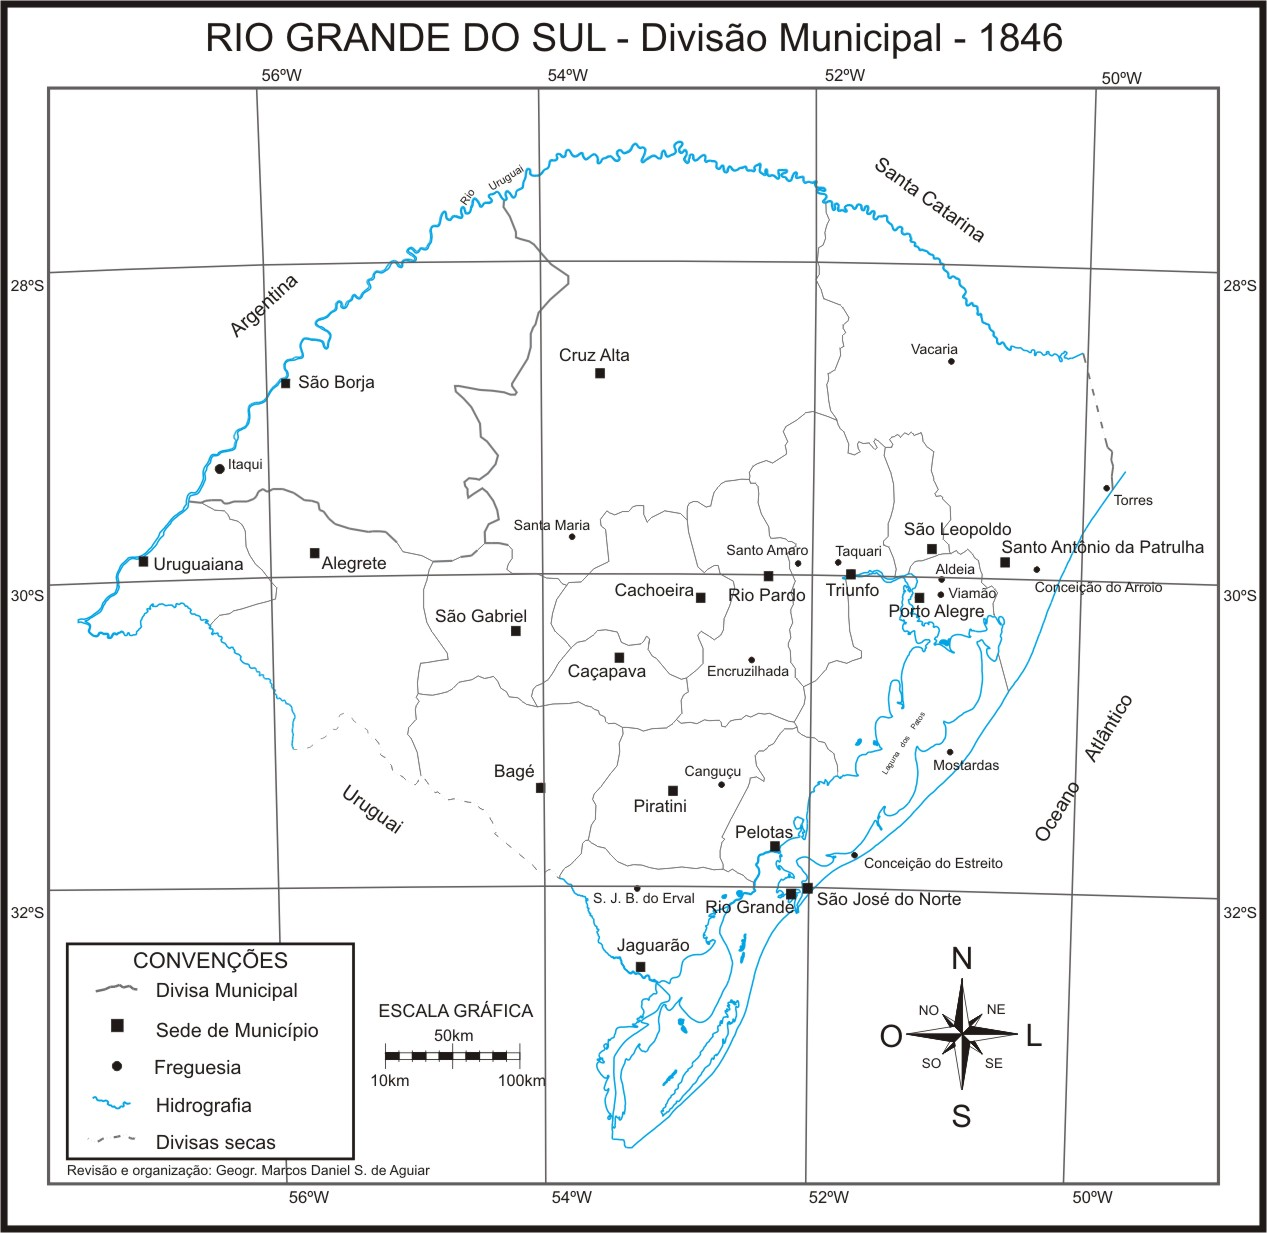 RIO GRANDE DO SUL - Divisão Municipal - 1846
56ºW
54ºW
52ºW
50ºW
Santa Catarina
Rio Uruguai
28ºS
28ºS
Argentina
Cruz Alta
Vacaria
São Borja
Itaqui
Torres
Santa Maria
São Leopoldo
Santo Antônio da Patrulha
Santo Amaro
Taquari
Uruguaiana
Alegrete
Aldeia
Conceição do Arroio
Cachoeira
Rio Pardo
Triunfo
Viamão
30ºS
30ºS
Porto Alegre
São Gabriel
Caçapava
Encruzilhada
Laguna dos Patos
Oceano Atlântico
Mostardas
Bagé
Canguçu
Piratini
Uruguai
Pelotas
Conceição do Estreito
S. J. B. do Erval
Rio Grande
São José do Norte
32ºS
32ºS
Jaguarão
CONVENÇÕES
Divisa Municipal
Sede de Município
Freguesia
Hidrografia
Divisas secas
ESCALA GRÁFICA
50km
10km
100km
N
NO
NE
O
L
SO
SE
S
Revisão e organização: Geogr. Marcos Daniel S. de Aguiar
56ºW
54ºW
52ºW
50ºW